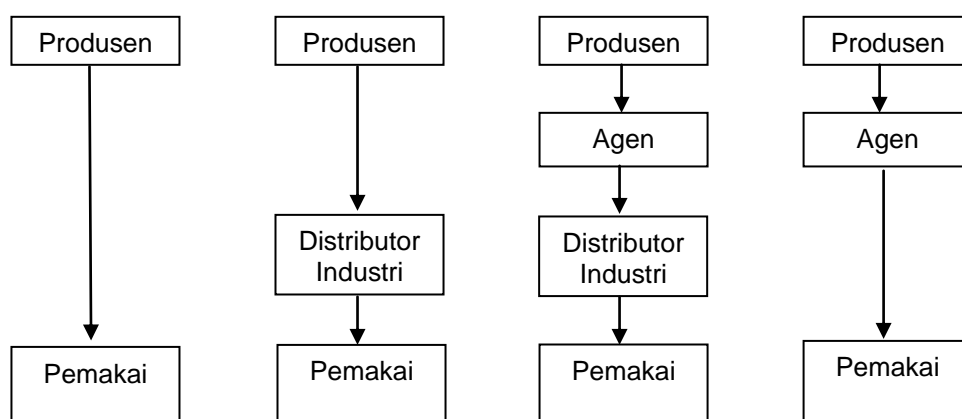 Produsen
Produsen
Produsen
Produsen
Agen
Agen
Distributor
Industri
Distributor
Industri
Pemakai
Pemakai
Pemakai
Pemakai